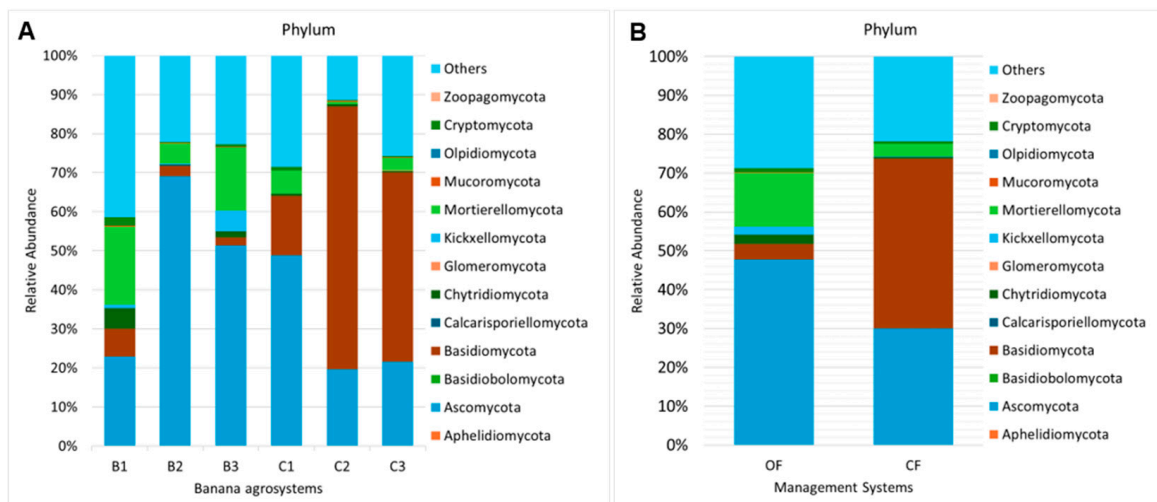 A
Phylum
100%
90%
80%
70%
60%
50%
40%
30%
20%
10%
0%
Relative Abundance
B1 B2 B3 C1 C2 C3
Banana agrosystems
Others
Zoopagomycota
Cryptomycota
Olpidiomycota
Mucoromycota
Mortierellomycota
Kickxellomycota
Glomeromycota
Chytridiomycota
Calcarisporiellomycota
Basidiomycota
Basidiobolomycota
Ascomycota
Aphelidiomycota
B
Phylum
100%
90%
80%
70%
60%
50%
40%
30%
20%
10%
0%
Relative Abundance
OF CF
Management Systems
Others
Zoopagomycota
Cryptomycota
Olpidiomycota
Mucoromycota
Mortierellomycota
Kickxellomycota
Glomeromycota
Chytridiomycota
Calcarisporiellomycota
Basidiomycota
Basidiobolomycota
Ascomycota
Aphelidiomycota